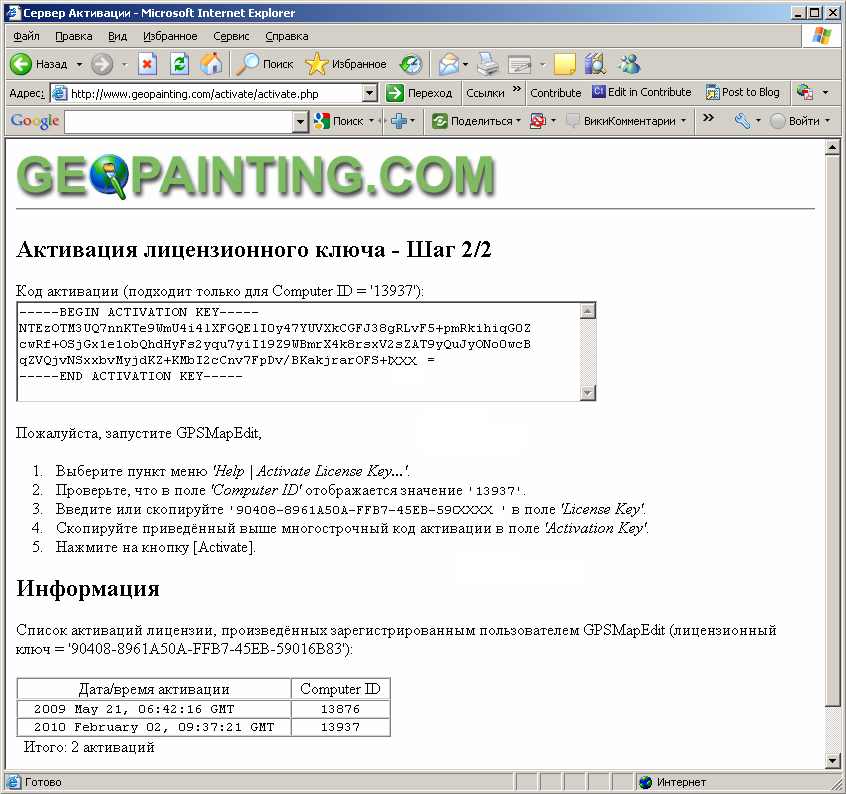 Сервер Активации - Microsoft Internet Explorer
Файл Правка Вид Избранное Сервис Справка
Назад Поиск Избранное
Адрес: http://www.geopainting.com/activate/activate.php Переход Ссылки » Contribute Ct Edit in Contribute Post to Blog
Google Поиск Поделиться ВикиКомментарии » Войти
GEOPAINTING.COM
Активация лицензионного ключа - Шаг 2/2
Код активации (подходит только для Computer ID = '13937'):
-----BEGIN ACTIVATION KEY-----
NTEzOTM3UQ7nnKTe9WmU4i4lXFGQElI0y47YUVXkCGFJ38gRLvF5+pmRkihiqG0Z
cwRf+OSjGx1e1obQhdHyFs2yqu7yiI19Z9WBmrX4k8rsxV2sZAT9yQuJyONo0wcB
qZVQjvNSxxbvMyjdKZ+KMbI2cCnv7FpDv/BKakjrarOFS+IXXX =
-----END ACTIVATION KEY-----
Пожалуйста, запустите GPSMapEdit,
1. Выберите пункт меню 'Help | Activate License Key...'.
2. Проверьте, что в поле 'Computer ID' отображается значение '13937'.
3. Введите или скопируйте '90408-8961A50A-FFB7-45EB-590XXXX ' в поле 'License Key'.
4. Скопируйте приведённый выше многострочный код активации в поле 'Activation Key'.
5. Нажмите на кнопку [Activate].
Информация
Список активаций лицензии, произведённых зарегистрированным пользователем GPSMapEdit (лицензионный
ключ = '90408-8961A50A-FFB7-45EB-59016B83'):
Дата/время активации Computer ID
2009 May 21, 06:42:16 GMT 13876
2010 February 02, 09:37:21 GMT 13937
Итого: 2 активаций
Готово Интернет